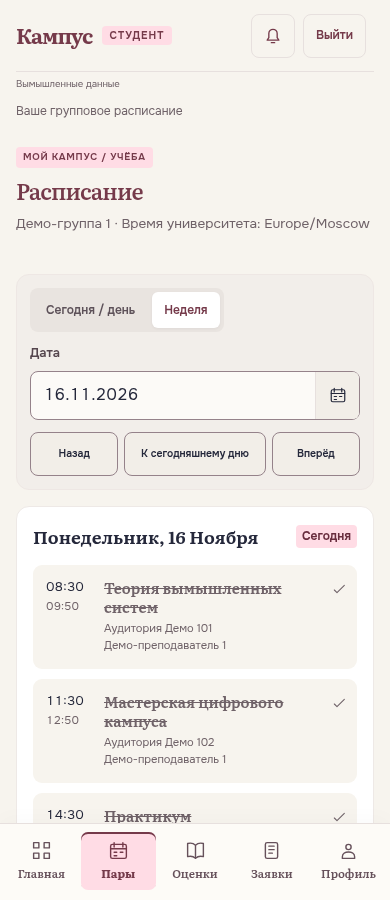 Кампус СТУДЕНТ Выйти
Вымышленные данные
Ваше групповое расписание
МОЙ КАМПУС / УЧЁБА
Расписание
Демо-группа 1 · Время университета: Europe/Moscow
Сегодня / день Неделя
Дата
16.11.2026
Назад К сегодняшнему дню Вперёд
Понедельник, 16 Ноября Сегодня
08:30 Теория вымышленных
09:50 систем
Аудитория Демо 101
Демо-преподаватель 1
11:30 Мастерская цифрового
12:50 кампуса
Аудитория Демо 102
Демо-преподаватель 1
14:30 Практикум
Главная Пары Оценки Заявки Профиль